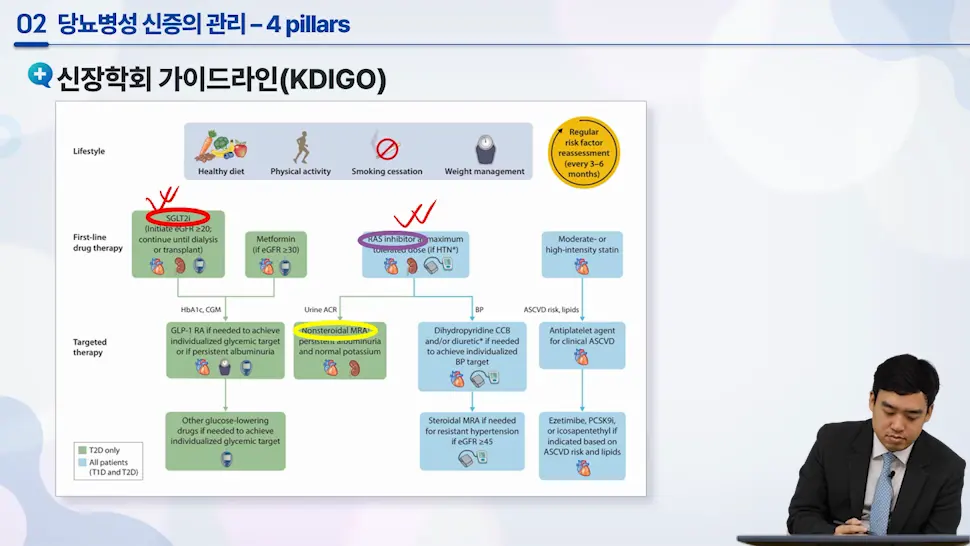 02 당뇨병성 신증의 관리 – 4 pillars
신장학회 가이드라인(KDIGO)
Lifestyle
Healthy diet
Physical activity
Smoking cessation
Weight management
Regular
risk factor
reassessment
(every 3–6
months)
First-line
drug therapy
SGLT2i
(Initiate eGFR ≥20;
continue until dialysis
or transplant)
Metformin
(if eGFR ≥30)
RAS inhibitor at maximum
tolerated dose (if HTN*)
Moderate- or
high-intensity statin
HbA1c, CGM
Urine ACR
BP
ASCVD risk, lipids
Targeted
therapy
GLP-1 RA if needed to achieve
individualized glycemic target
or if persistent albuminuria
Nonsteroidal MRA
persistent albuminuria
and normal potassium
Dihydropyridine CCB
and/or diuretic* if needed
to achieve individualized
BP target
Antiplatelet agent
for clinical ASCVD
Other glucose-lowering
drugs if needed to achieve
individualized glycemic target
Steroidal MRA if needed
for resistant hypertension
if eGFR ≥45
Ezetimibe, PCSK9i,
or icosapentethyl if
indicated based on
ASCVD risk and lipids
T2D only
All patients
(T1D and T2D)